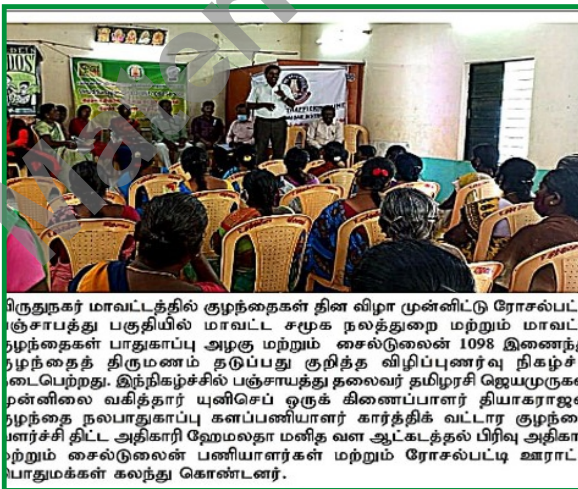 TRAFFICKING
விருதுநகர் மாவட்டத்தில் குழந்தைகள் தின விழா முன்னிட்டு ரோசல்பட்
பஞ்சாபத்து பகுதியில் மாவட்ட சமூக நலத்துறை மற்றும் மாவட்
குழந்தைகள் பாதுகாப்பு அழகு மற்றும் சைல்டுலைன் 1098 இணைந்
குழந்தைத் திருமணம் தடுப்பது குறித்த விழிப்புணர்வு நிகழ்ச்
நடைபெற்றது. இந்நிகழ்ச்சில் பஞ்சாயத்து தலைவர் தமிழரசி ஜெயமுருக
முன்னிலை வகித்தார் யுனிசெப் ஒருக் கிணைப்பாளர் தியாகராஜ
குழந்தை நலபாதுகாப்பு களப்பணியாளர் கார்த்திக் வட்டார குழந்தை
வளர்ச்சி திட்ட அதிகாரி ஹேமலதா மனித வள ஆட்கடத்தல் பிரிவு அதிகா
மற்றும் சைல்டுலைன் பணியாளர்கள் மற்றும் ரோசல்பட்டி ஊராட்
பொதுமக்கள் கலந்து கொண்டனர்.